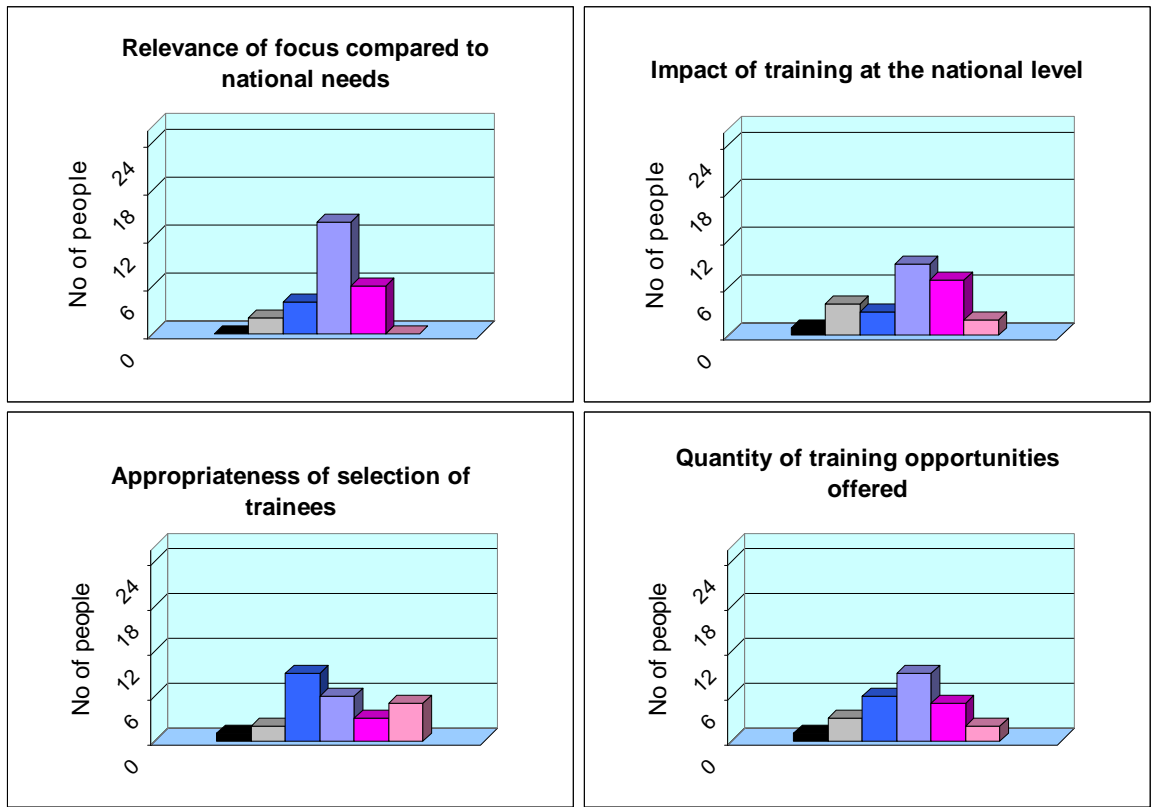 Relevance of focus compared to
national needs
No of people
24
18
12
6
0
Impact of training at the national level
No of people
24
18
12
6
0
Appropriateness of selection of
trainees
No of people
24
18
12
6
0
Quantity of training opportunities
offered
No of people
24
18
12
6
0